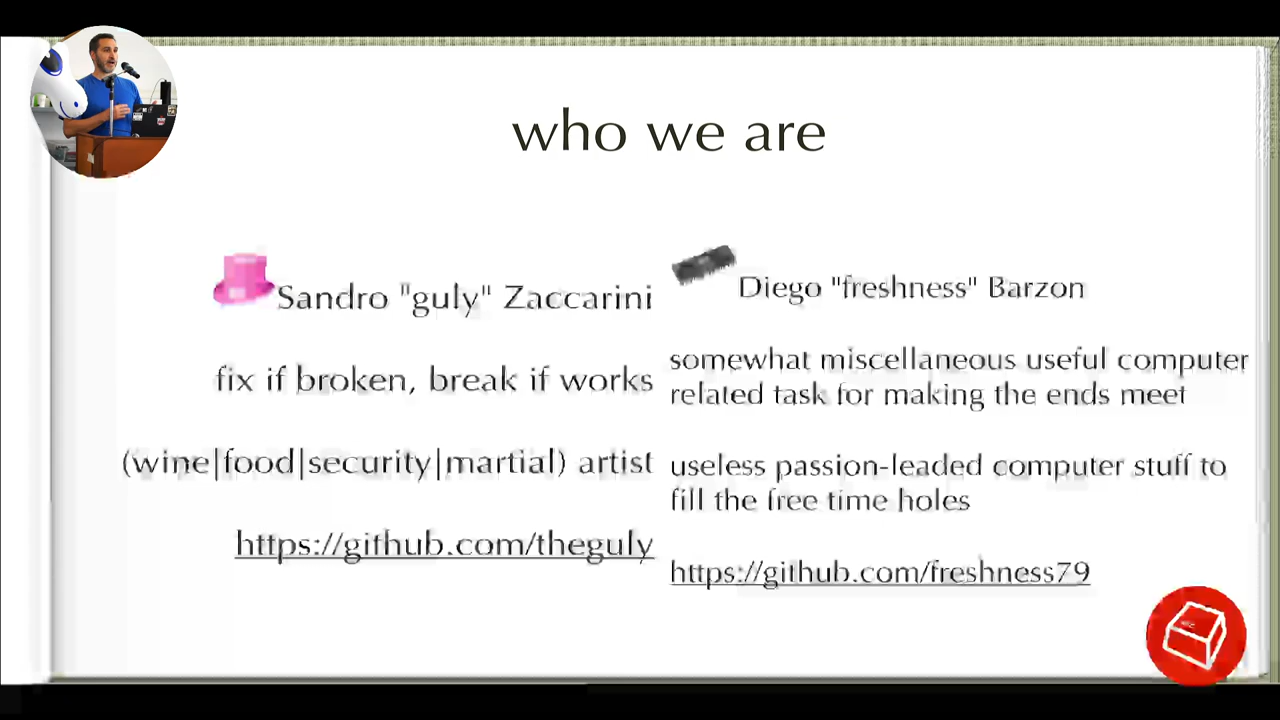 who we are
Sandro "guly" Zaccarini
fix if broken, break if works
(wine|food|security|martial) artist
https://github.com/theguly
Diego "freshness" Barzon
somewhat miscellaneous useful computer
related task for making the ends meet
useless passion-leaded computer stuff to
fill the free time holes
https://github.com/freshness79